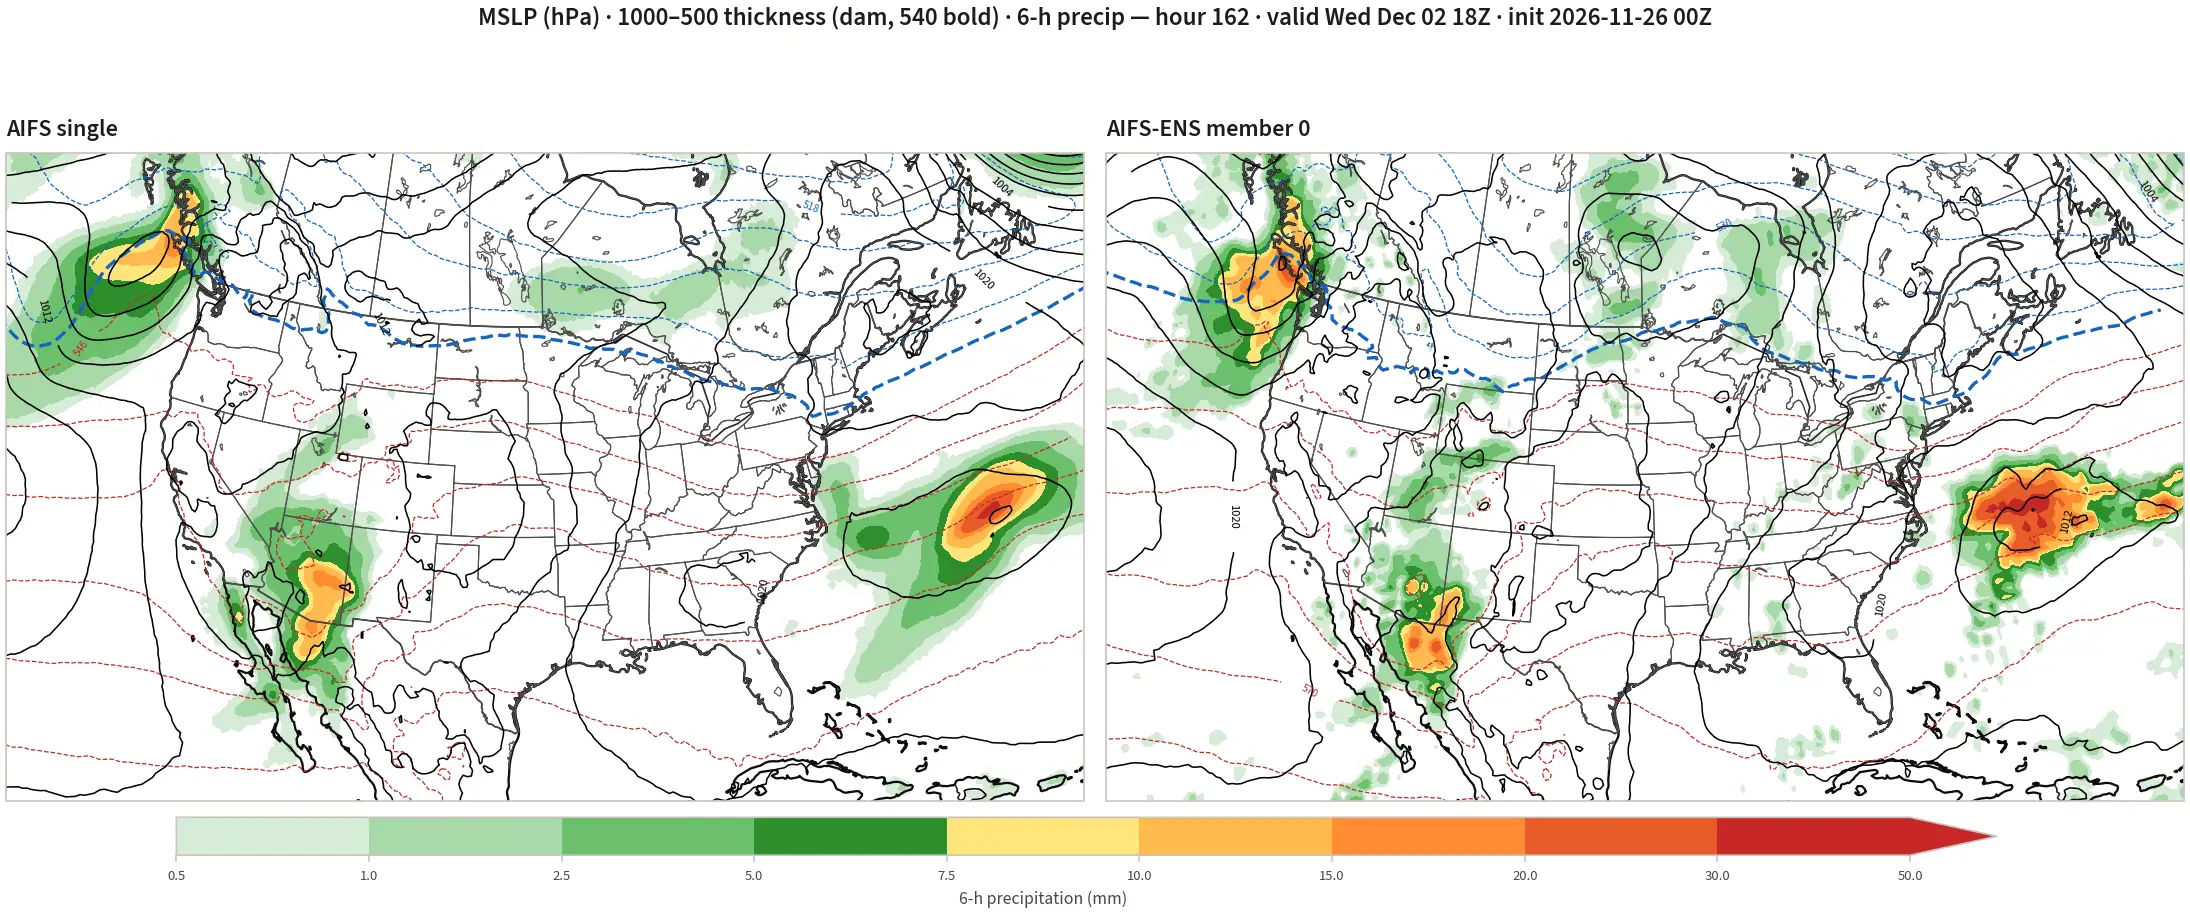 MSLP (hPa) · 1000–500 thickness (dam, 540 bold) · 6-h precip — hour 162 · valid Wed Dec 02 18Z · init 2026-11-26 00Z
AIFS single
AIFS-ENS member 0
1004
518
1020
1012
546
1020
1004
1020
1012
1020
570
0.5 1.0 2.5 5.0 7.5 10.0 15.0 20.0 30.0 50.0
6-h precipitation (mm)